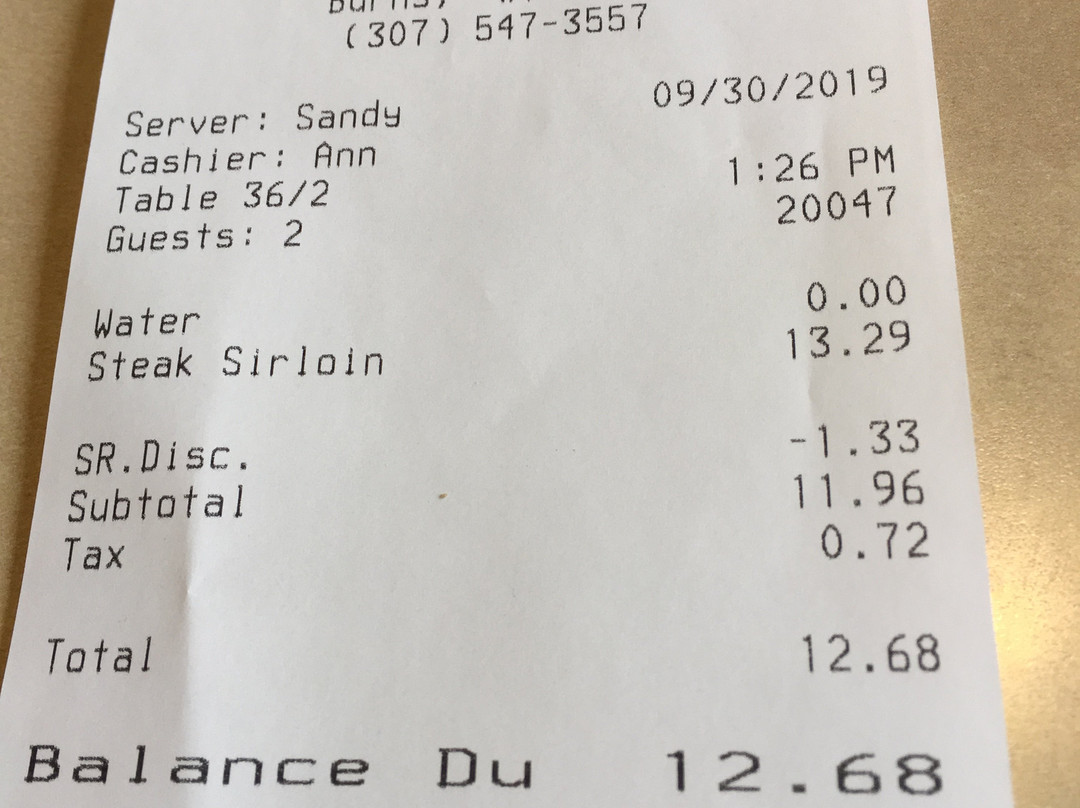 (307) 547-3557
09/30/2019
Server: Sandy
Cashier: Ann 1:26 PM
Table 36/2 20047
Guests: 2
Water 0.00
Steak Sirloin 13.29
SR.Disc. -1.33
Subtotal 11.96
Tax 0.72
Total 12.68
Balance Du 12.68